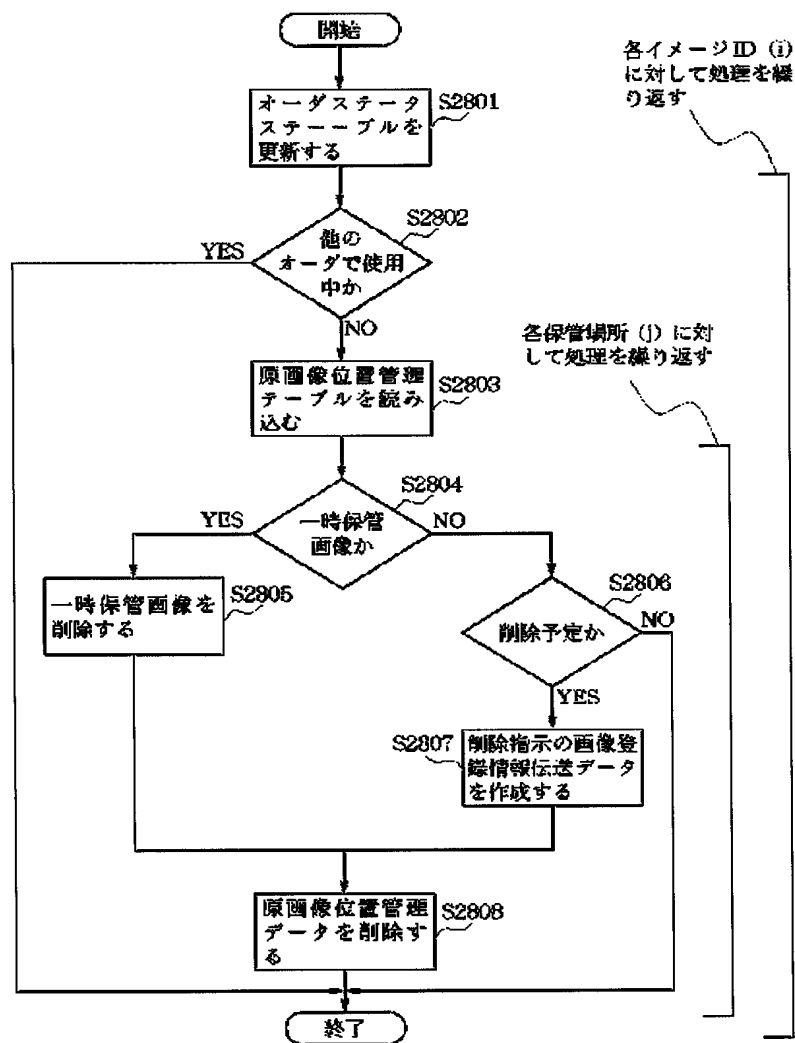 開始
各イメージID (i)
に対して処理を繰
り返す
オーダステータ
ステーーブルを
更新する
S2801
S2802
他の
オーダで使用
中か
YES
NO
各保管場所 (j) に対
して処理を繰り返す
原画像位置管理
テーブルを読み
込む
S2803
S2804
一時保管
画像か
YES
NO
一時保管画像を
削除する
S2805
S2806
削除予定か
NO
YES
S2807
削除指示の画像登
録情報伝送データ
を作成する
原画像位置管理
データを削除す
る
S2808
終了